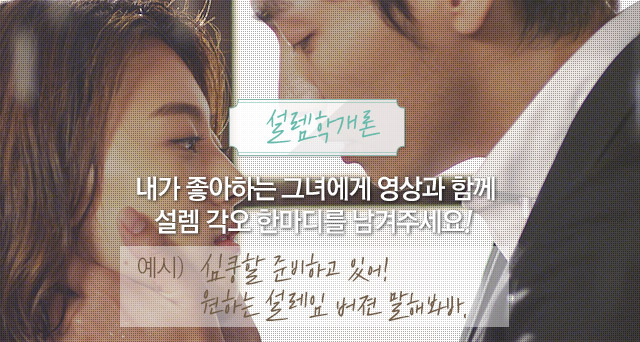 설렘학개론
내가 좋아하는 그녀에게 영상과 함께
설렘 각오 한마디를 남겨주세요!
예시) 심쿵할 준비하고 있어!
원하는 설레임 버젼 말해봐바.